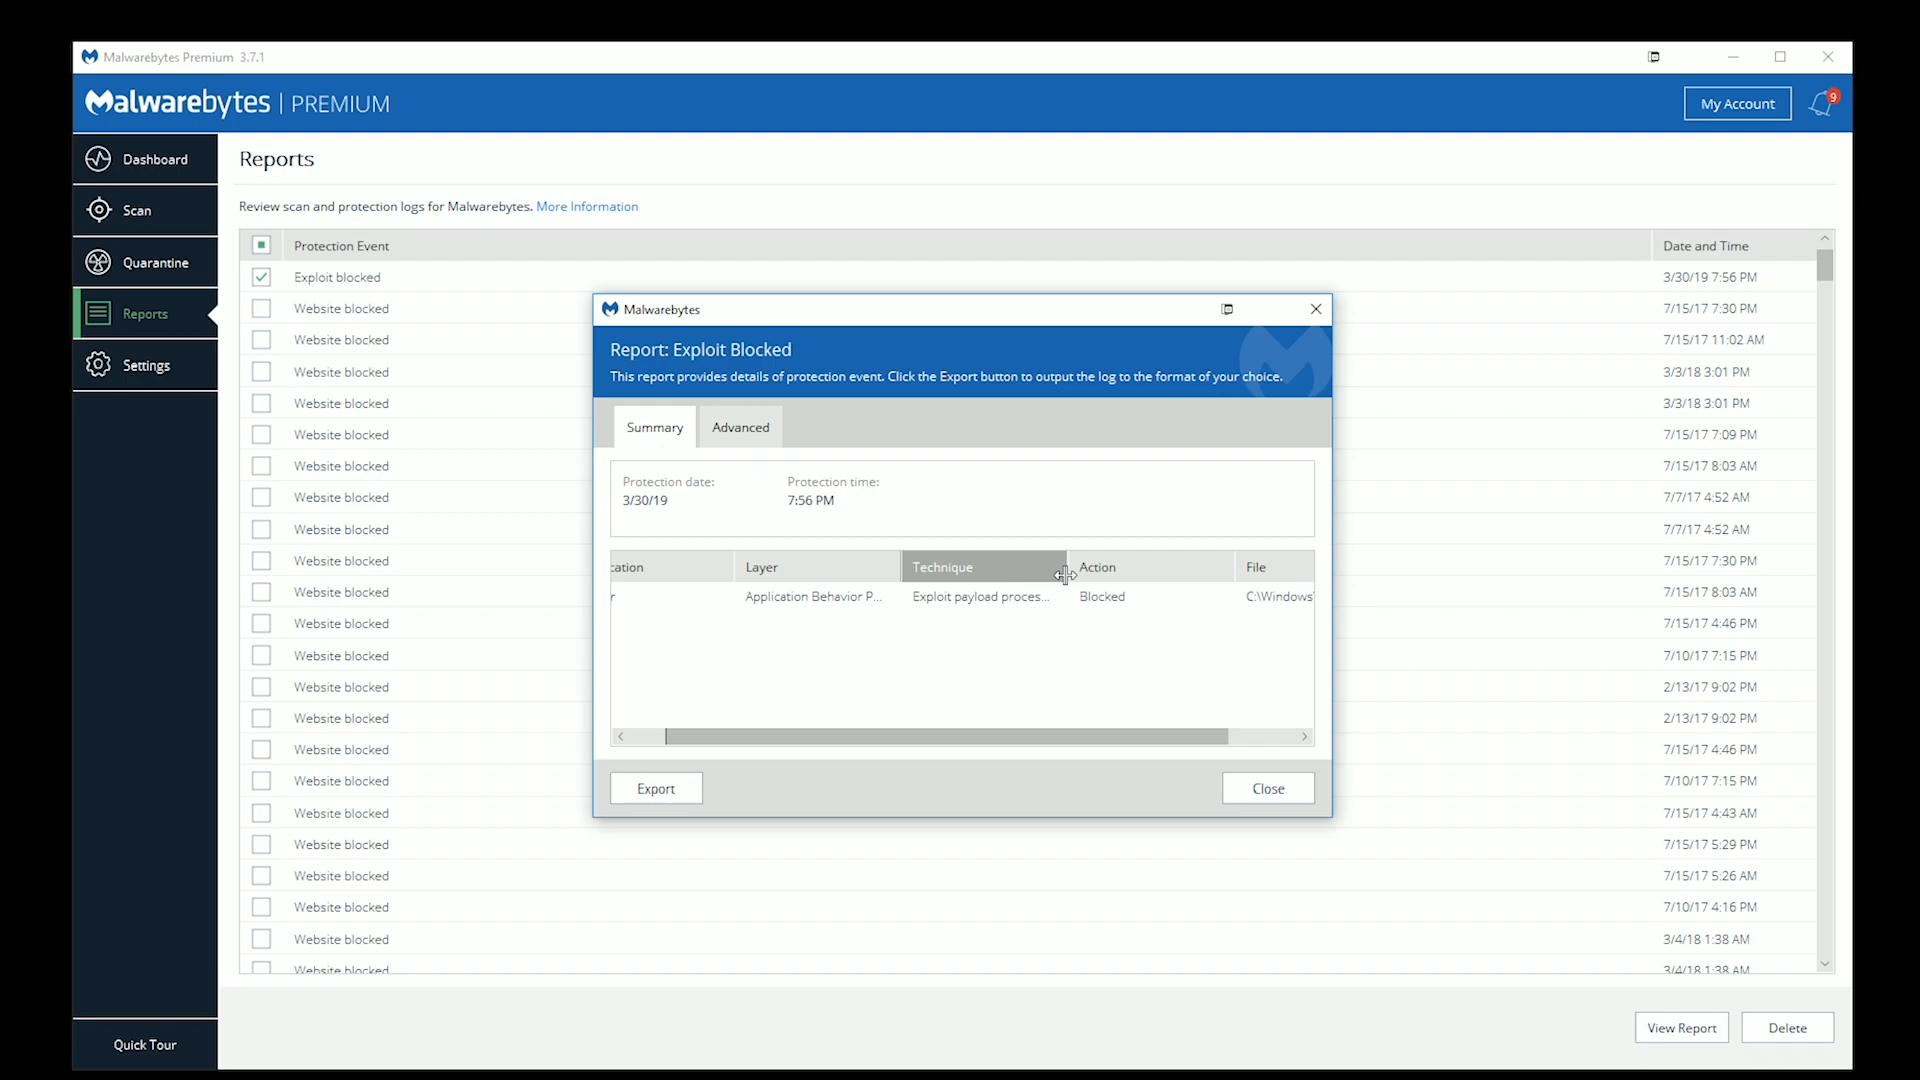 Malwarebytes Premium 3.7.1
Malwarebytes | PREMIUM
My Account
9
Dashboard
Scan
Quarantine
Reports
Settings
Quick Tour
Reports
Review scan and protection logs for Malwarebytes. More Information
Protection Event Date and Time
Exploit blocked 3/30/19 7:56 PM
Website blocked 7/15/17 7:30 PM
Website blocked 7/15/17 11:02 AM
Website blocked 3/3/18 3:01 PM
Website blocked 3/3/18 3:01 PM
Website blocked 7/15/17 7:09 PM
Website blocked 7/15/17 8:03 AM
Website blocked 7/7/17 4:52 AM
Website blocked 7/7/17 4:52 AM
Website blocked 7/15/17 7:30 PM
Website blocked 7/15/17 8:03 AM
Website blocked 7/15/17 4:46 PM
Website blocked 7/10/17 7:15 PM
Website blocked 2/13/17 9:02 PM
Website blocked 2/13/17 9:02 PM
Website blocked 7/15/17 4:46 PM
Website blocked 7/10/17 7:15 PM
Website blocked 7/15/17 4:43 AM
Website blocked 7/15/17 5:29 PM
Website blocked 7/15/17 5:26 AM
Website blocked 7/10/17 4:16 PM
Website blocked 3/4/18 1:38 AM
Website blocked 3/4/18 1:38 AM
View Report
Delete
Malwarebytes
Report: Exploit Blocked
This report provides details of protection event. Click the Export button to output the log to the format of your choice.
Summary Advanced
Protection date: Protection time:
3/30/19 7:56 PM
cation Layer Technique Action File
r Application Behavior P... Exploit payload proces... Blocked C:\Windows\
Export Close